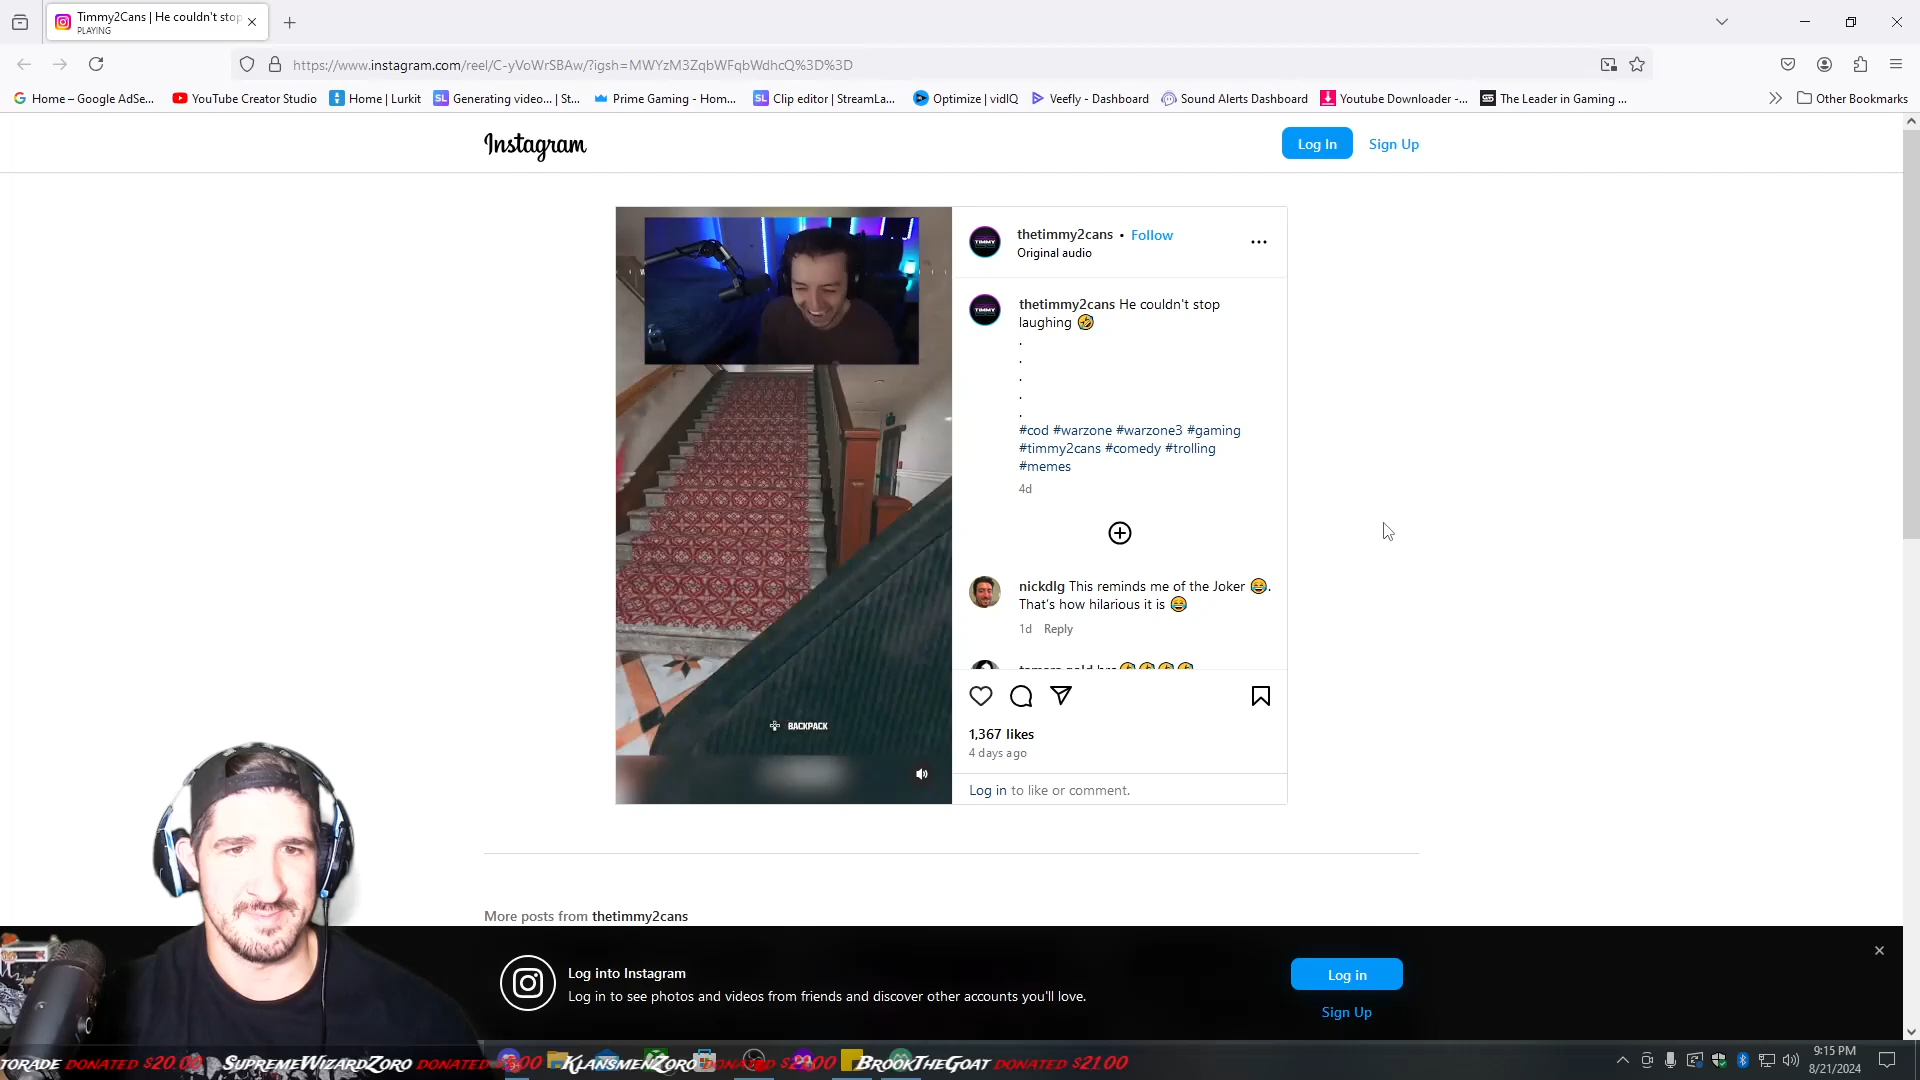 Timmy2Cans | He couldn't stop
PLAYING
https://www.instagram.com/reel/C-yVoWrSBAw/?igsh=MWYzM3ZqbWFqbWdhcQ%3D%3D
Home – Google AdSe...
YouTube Creator Studio
Home | Lurkit
Generating video... | St...
Prime Gaming - Hom...
Clip editor | StreamLa...
Optimize | vidIQ
Veefly - Dashboard
Sound Alerts Dashboard
Youtube Downloader -...
The Leader in Gaming ...
Other Bookmarks
Instagram
Log In
Sign Up
thetimmy2cans • Follow
Original audio
thetimmy2cans He couldn't stop
laughing 🤣
.
.
.
.
.
#cod #warzone #warzone3 #gaming
#timmy2cans #comedy #trolling
#memes
4d
nickdlg This reminds me of the Joker 😂.
That's how hilarious it is 😂
1d Reply
BACKPACK
1,367 likes
4 days ago
Log in to like or comment.
More posts from thetimmy2cans
Log into Instagram
Log in to see photos and videos from friends and discover other accounts you'll love.
Log in
Sign Up
TORADE DONATED $20.00 SUPREMEWIZARDZORO DONATED KLANSMENZORO BROOKTHEGOAT DONATED $21.00
9:15 PM
8/21/2024